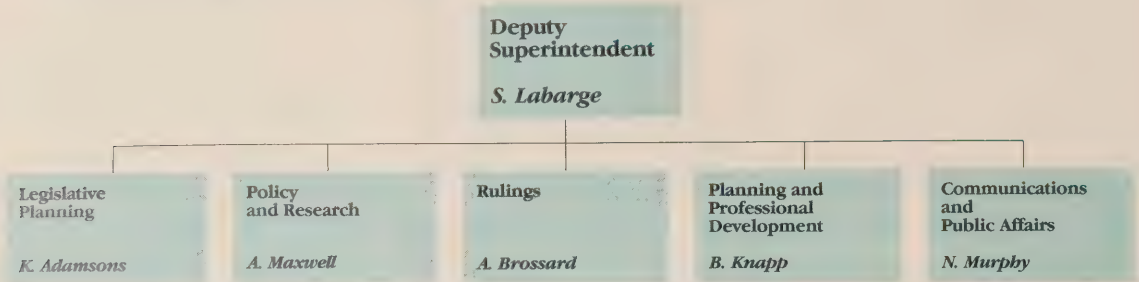 Deputy
Superintendent
S. Labarge
Legislative
Planning
K. Adamsons
Policy
and Research
A. Maxwell
Rulings
A. Brossard
Planning and
Professional
Development
B. Knapp
Communications
and
Public Affairs
N. Murphy